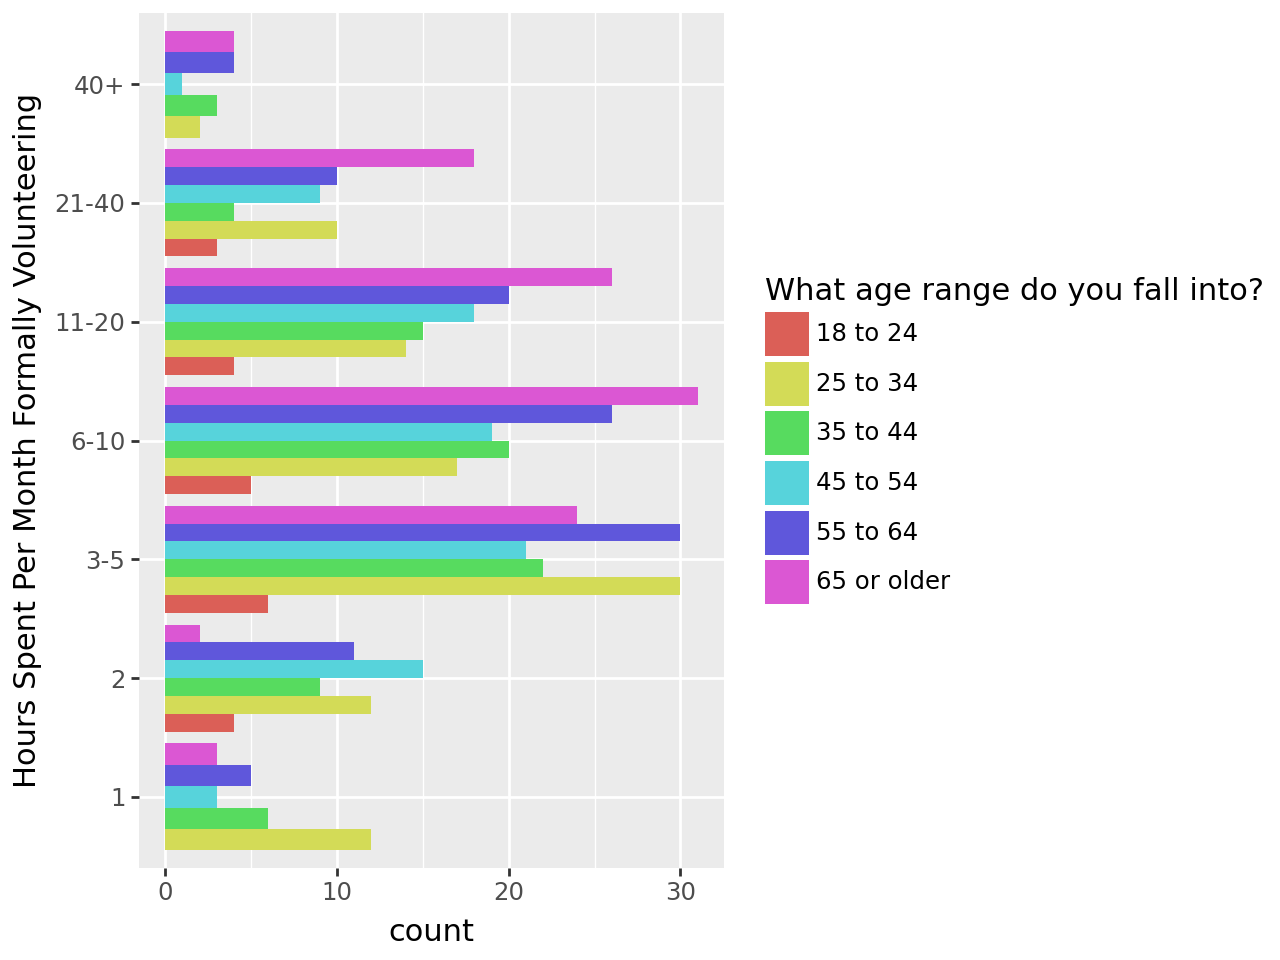 Hours Spent Per Month Formally Volunteering
40+
21-40
11-20
6-10
3-5
2
1
0 10 20 30
count
What age range do you fall into?
18 to 24
25 to 34
35 to 44
45 to 54
55 to 64
65 or older